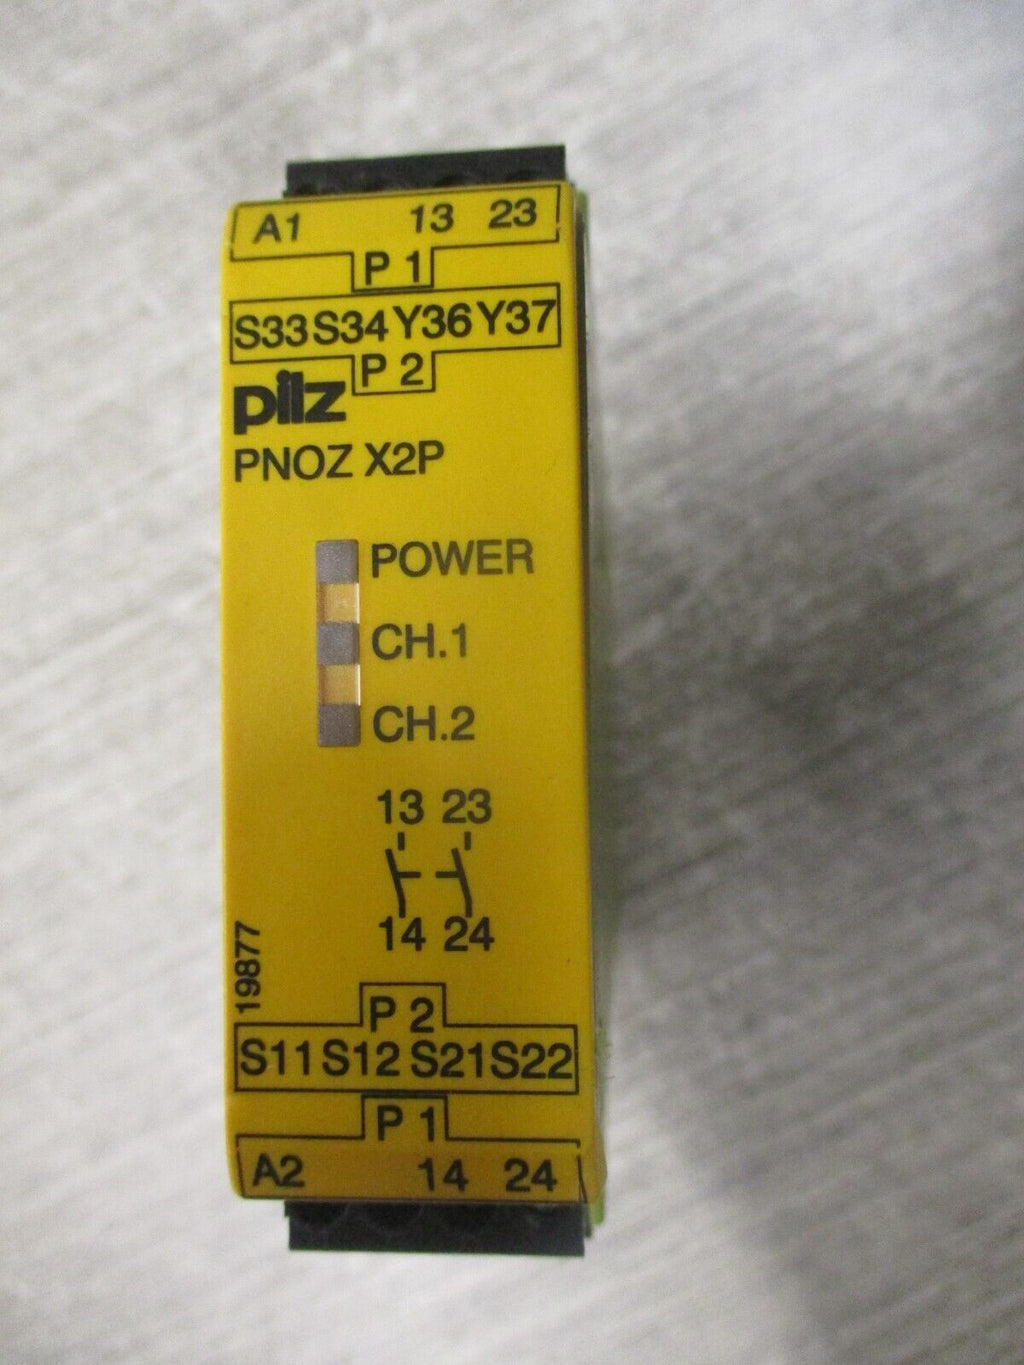 A1 13 23
P 1
S33 S34 Y36 Y37
P 2
pilz
PNOZ X2P
POWER
CH.1
CH.2
13 23
14 24
19877
P 2
S11 S12 S21 S22
P 1
A2 14 24